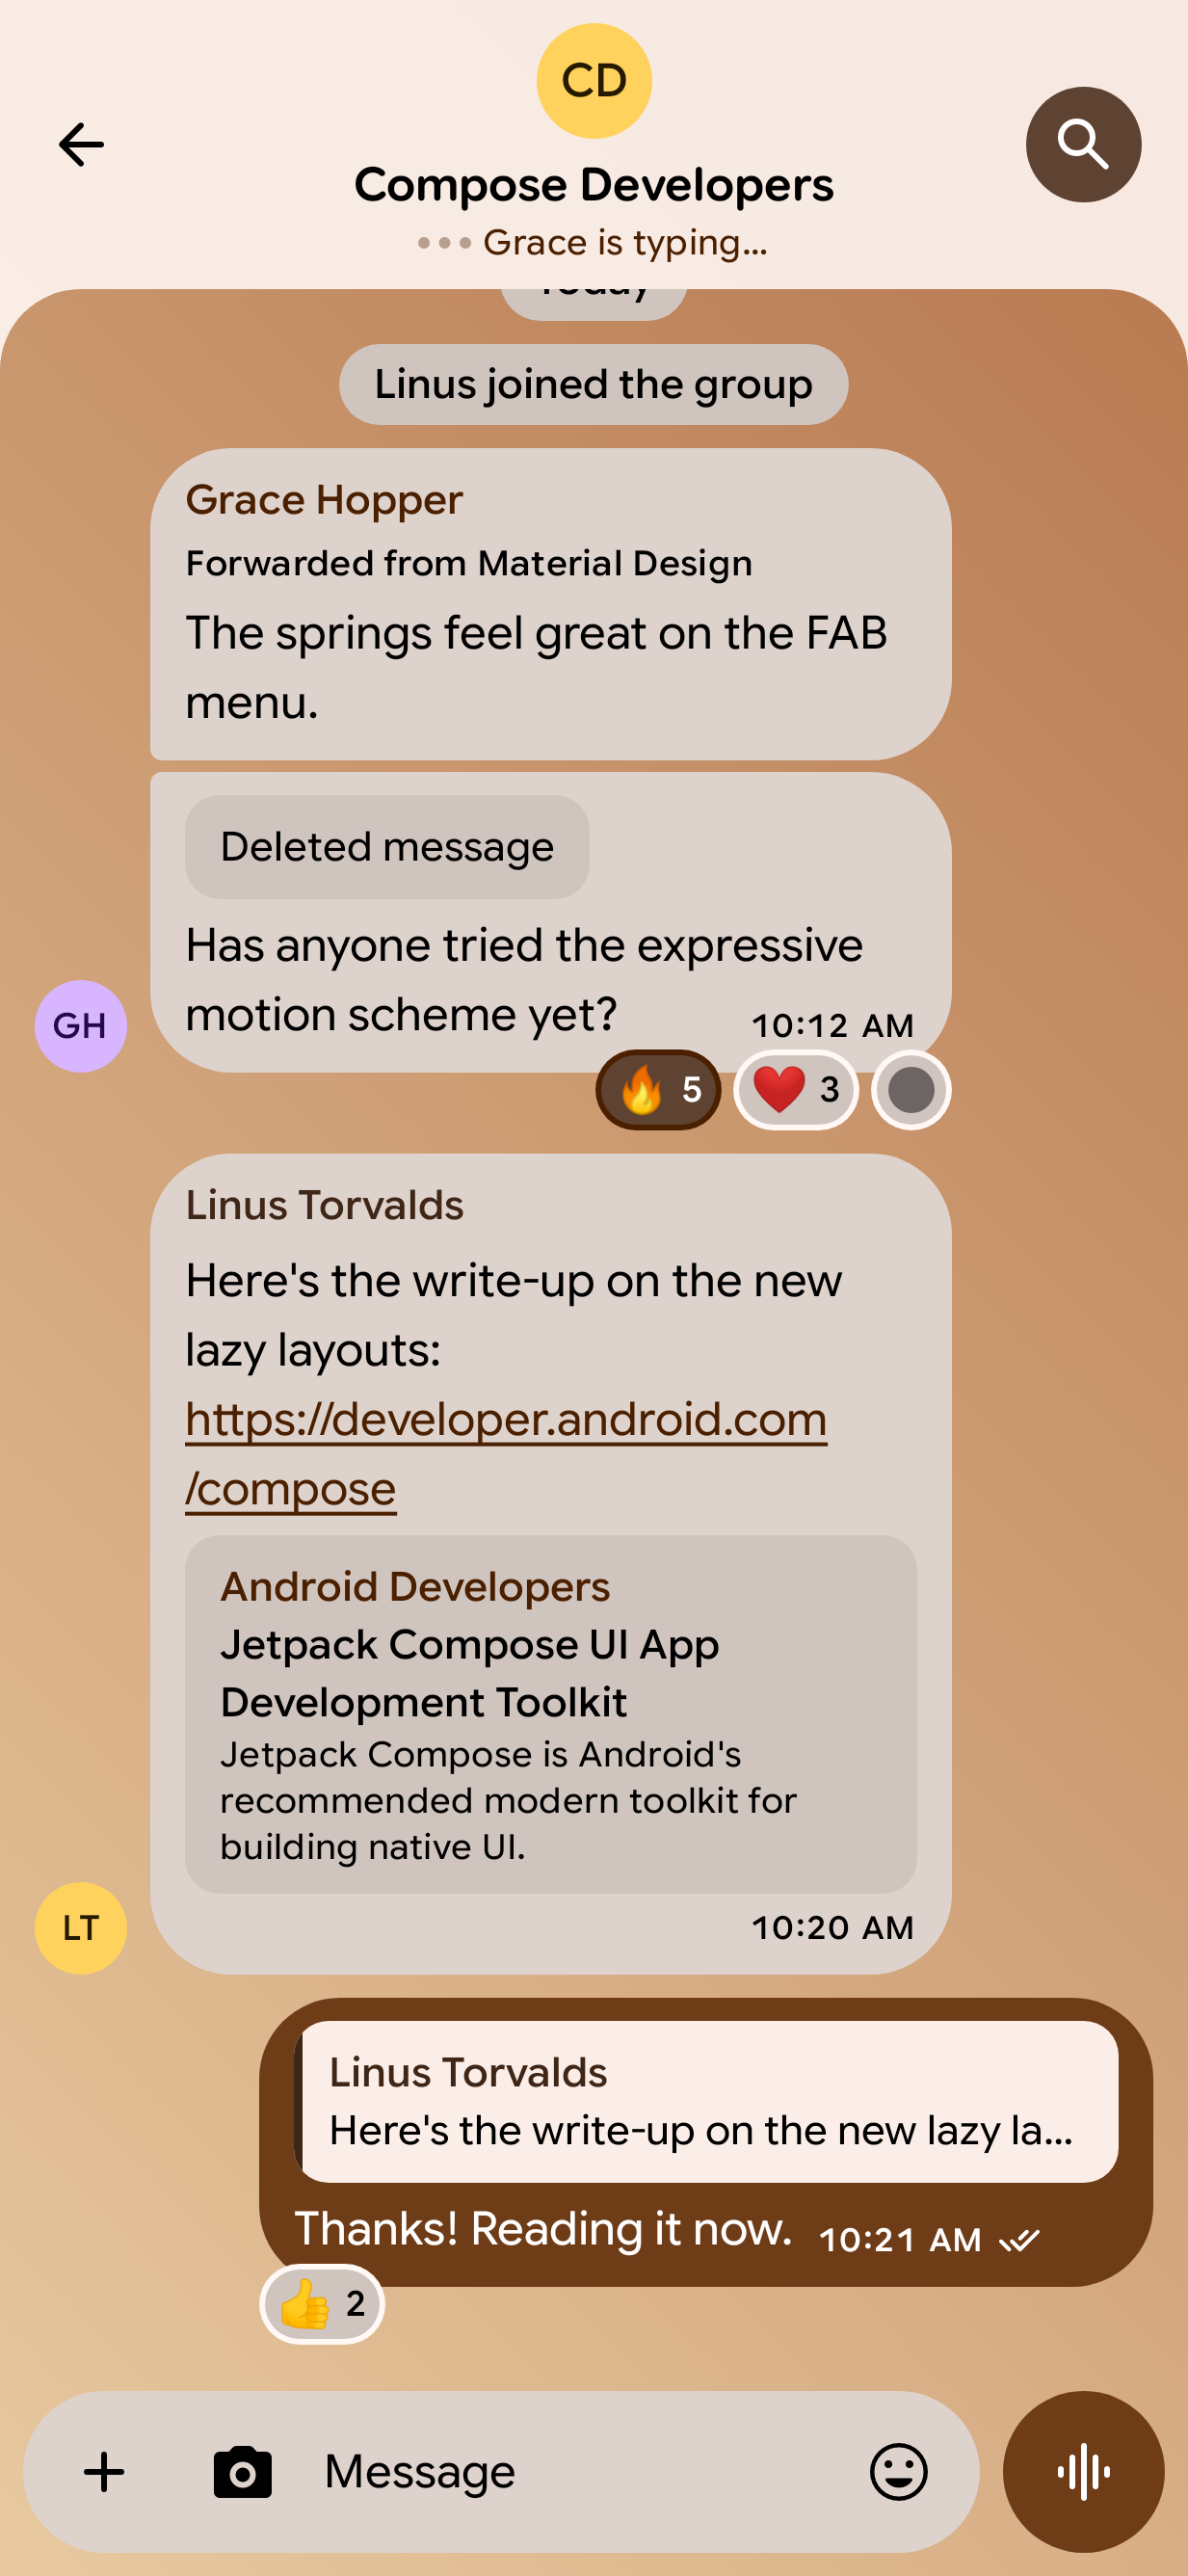 CD
Compose Developers
Grace is typing...
Today
Linus joined the group
Grace Hopper
Forwarded from Material Design
The springs feel great on the FAB
menu.
Deleted message
Has anyone tried the expressive
motion scheme yet?
10:12 AM
GH
5
3
Linus Torvalds
Here's the write-up on the new
lazy layouts:
https://developer.android.com
/compose
Android Developers
Jetpack Compose UI App
Development Toolkit
Jetpack Compose is Android's
recommended modern toolkit for
building native UI.
10:20 AM
LT
Linus Torvalds
Here's the write-up on the new lazy la...
Thanks! Reading it now. 10:21 AM
2
Message